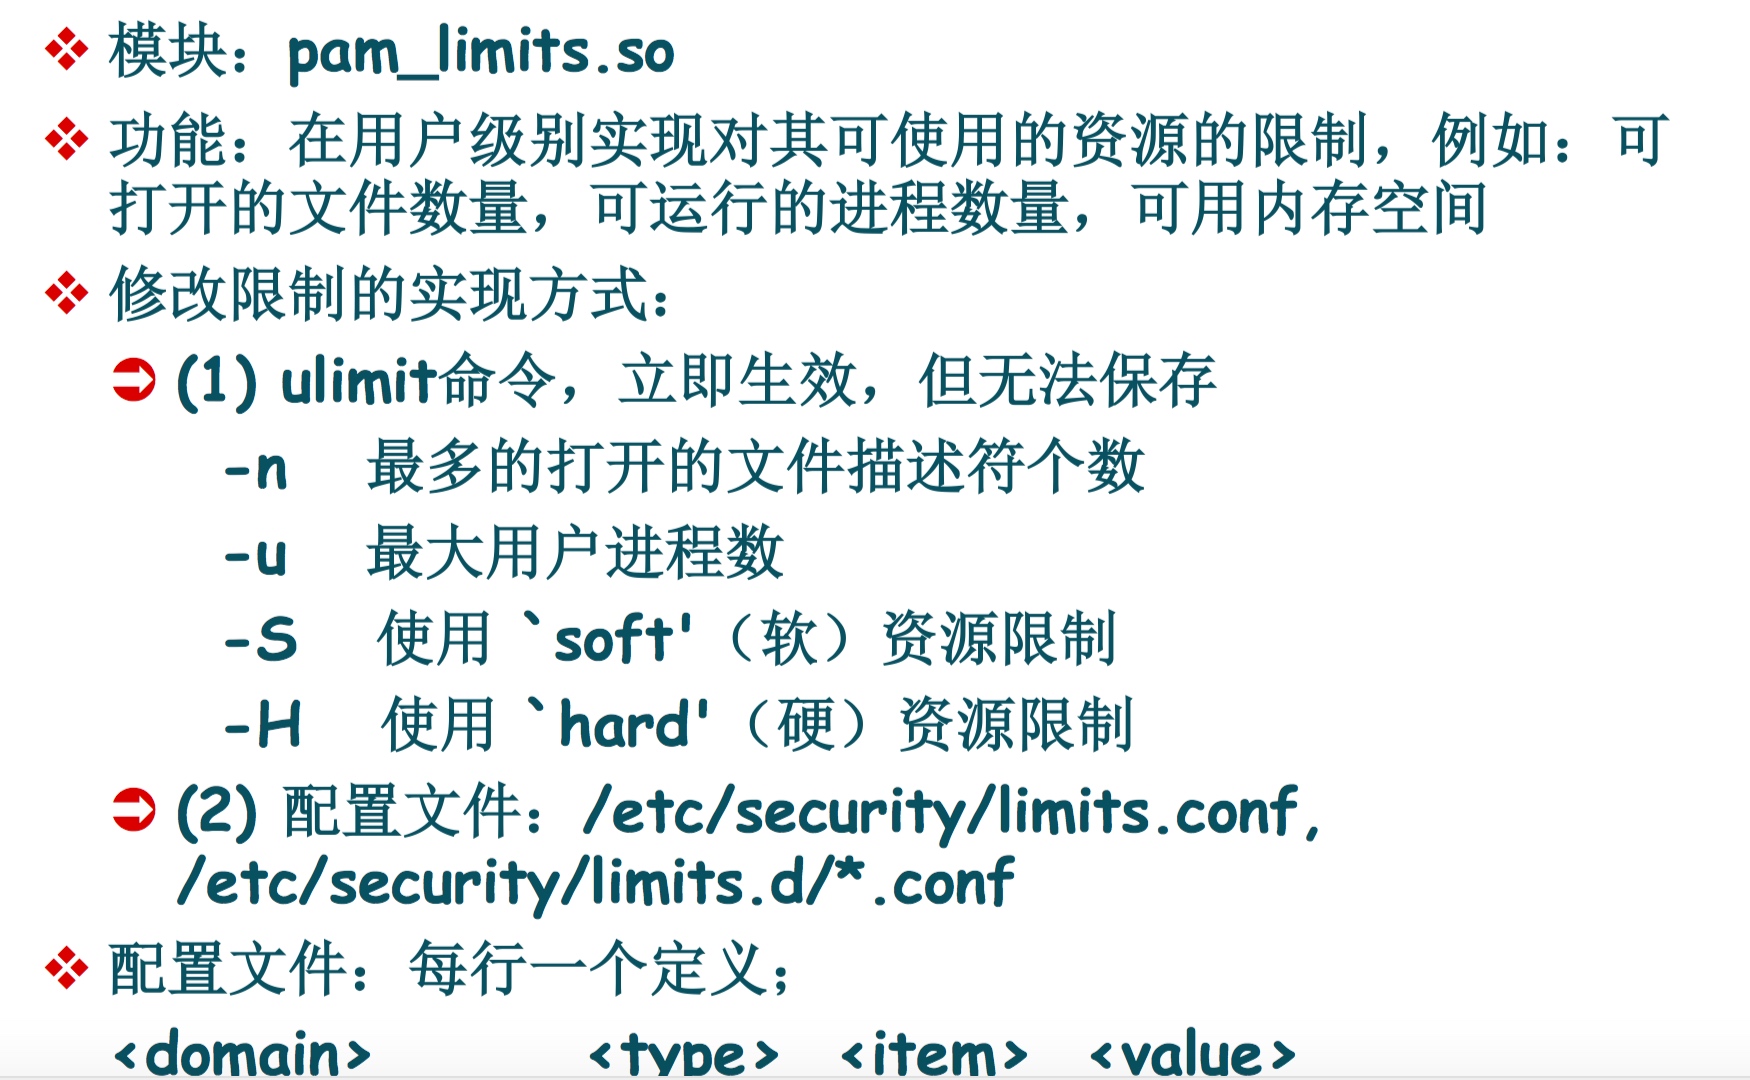 模块：pam_limits.so
功能：在用户级别实现对其可使用的资源的限制，例如：可
打开的文件数量，可运行的进程数量，可用内存空间
修改限制的实现方式：
(1) ulimit命令，立即生效，但无法保存
-n 最多的打开的文件描述符个数
-u 最大用户进程数
-S 使用 `soft'（软）资源限制
-H 使用 `hard'（硬）资源限制
(2) 配置文件：/etc/security/limits.conf,
/etc/security/limits.d/*.conf
配置文件：每行一个定义；
<domain> <type> <item> <value>